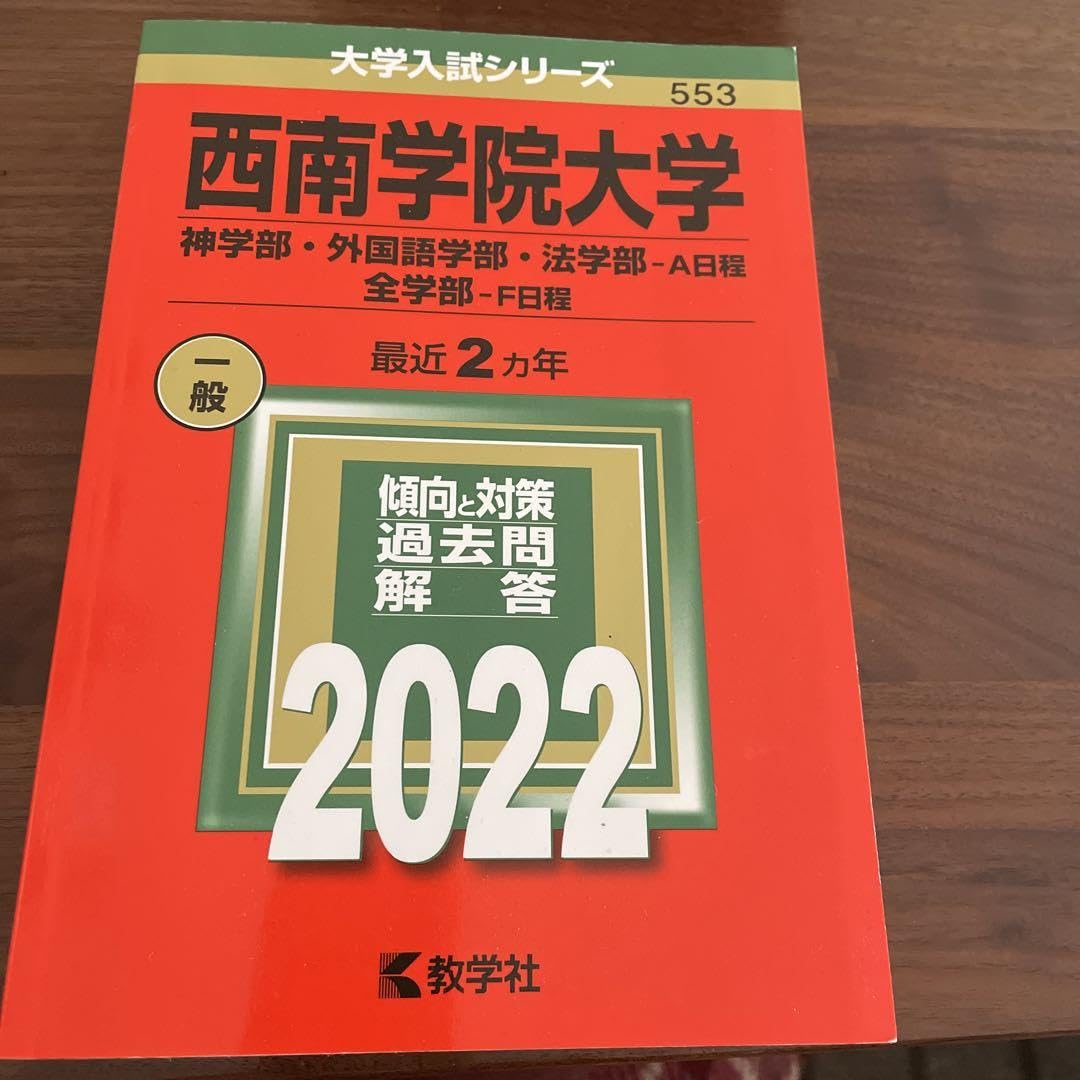 大学入試シリーズ
553
西南学院大学
神学部・外国語学部・法学部-A日程
全学部-F日程
最近2カ年
一般
傾向と対策
過去問
解答
2022
教学社